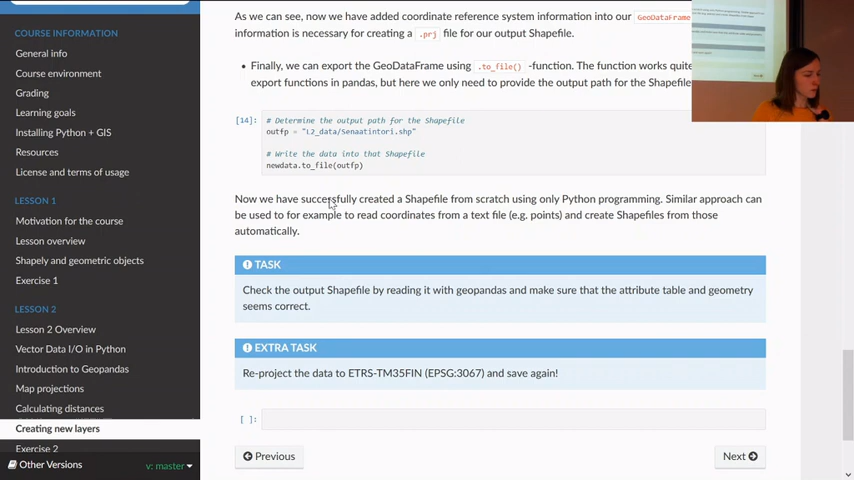 COURSE INFORMATION
General info
Course environment
Grading
Learning goals
Installing Python + GIS
Resources
License and terms of usage
LESSON 1
Motivation for the course
Lesson overview
Shapely and geometric objects
Exercise 1
LESSON 2
Lesson 2 Overview
Vector Data I/O in Python
Introduction to Geopandas
Map projections
Calculating distances
Creating new layers
Exercise 2
Other Versions
v: master
As we can see, now we have added coordinate reference system information into our GeoDataFrame
information is necessary for creating a .prj file for our output Shapefile.
• Finally, we can export the GeoDataFrame using .to_file() -function. The function works quite
export functions in pandas, but here we only need to provide the output path for the Shapefile
[14]: # Determine the output path for the Shapefile
outfp = "L2_data/Senaatintori.shp"
# Write the data into that Shapefile
newdata.to_file(outfp)
Now we have successfully created a Shapefile from scratch using only Python programming. Similar approach can
be used to for example to read coordinates from a text file (e.g. points) and create Shapefiles from those
automatically.
TASK
Check the output Shapefile by reading it with geopandas and make sure that the attribute table and geometry
seems correct.
EXTRA TASK
Re-project the data to ETRS-TM35FIN (EPSG:3067) and save again!
[ ]:
Previous
Next